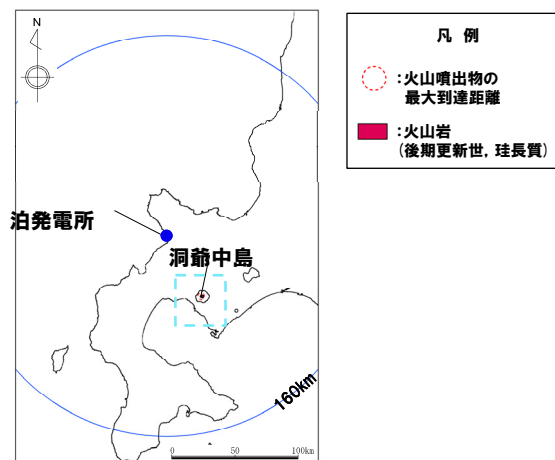 N
泊発電所
洞爺中島
160km
0 50 100km
凡 例
：火山噴出物の
最大到達距離
：火山岩
(後期更新世，珪長質)